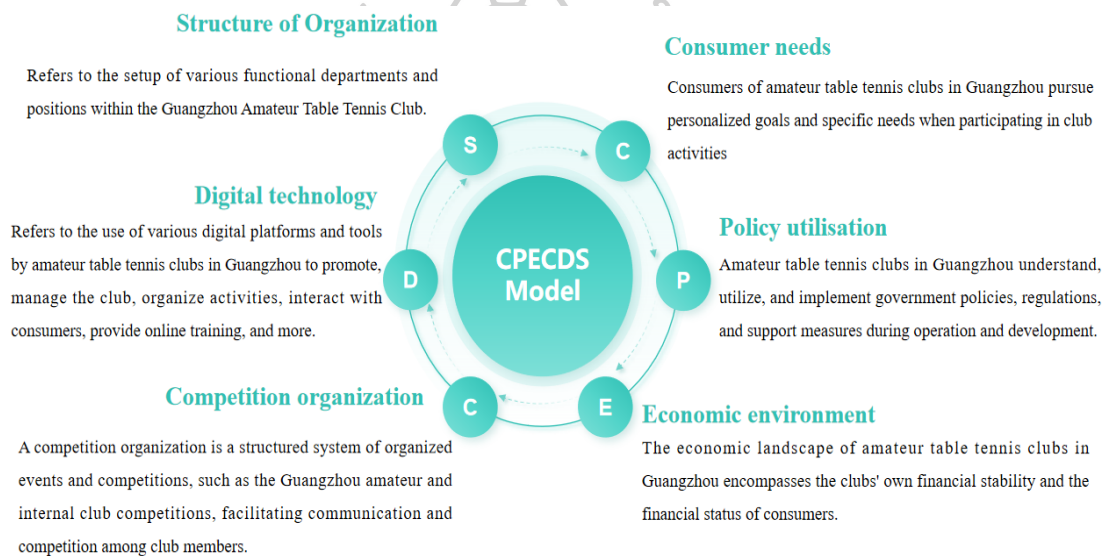 Structure of Organization
Refers to the setup of various functional departments and
positions within the Guangzhou Amateur Table Tennis Club.
Consumer needs
Consumers of amateur table tennis clubs in Guangzhou pursue
personalized goals and specific needs when participating in club
activities
S
C
Digital technology
Refers to the use of various digital platforms and tools
by amateur table tennis clubs in Guangzhou to promote,
manage the club, organize activities, interact with
consumers, provide online training, and more.
D
CPECDS
Model
P
Policy utilisation
Amateur table tennis clubs in Guangzhou understand,
utilize, and implement government policies, regulations,
and support measures during operation and development.
Competition organization
A competition organization is a structured system of organized
events and competitions, such as the Guangzhou amateur and
internal club competitions, facilitating communication and
competition among club members.
C
E
Economic environment
The economic landscape of amateur table tennis clubs in
Guangzhou encompasses the clubs' own financial stability and the
financial status of consumers.